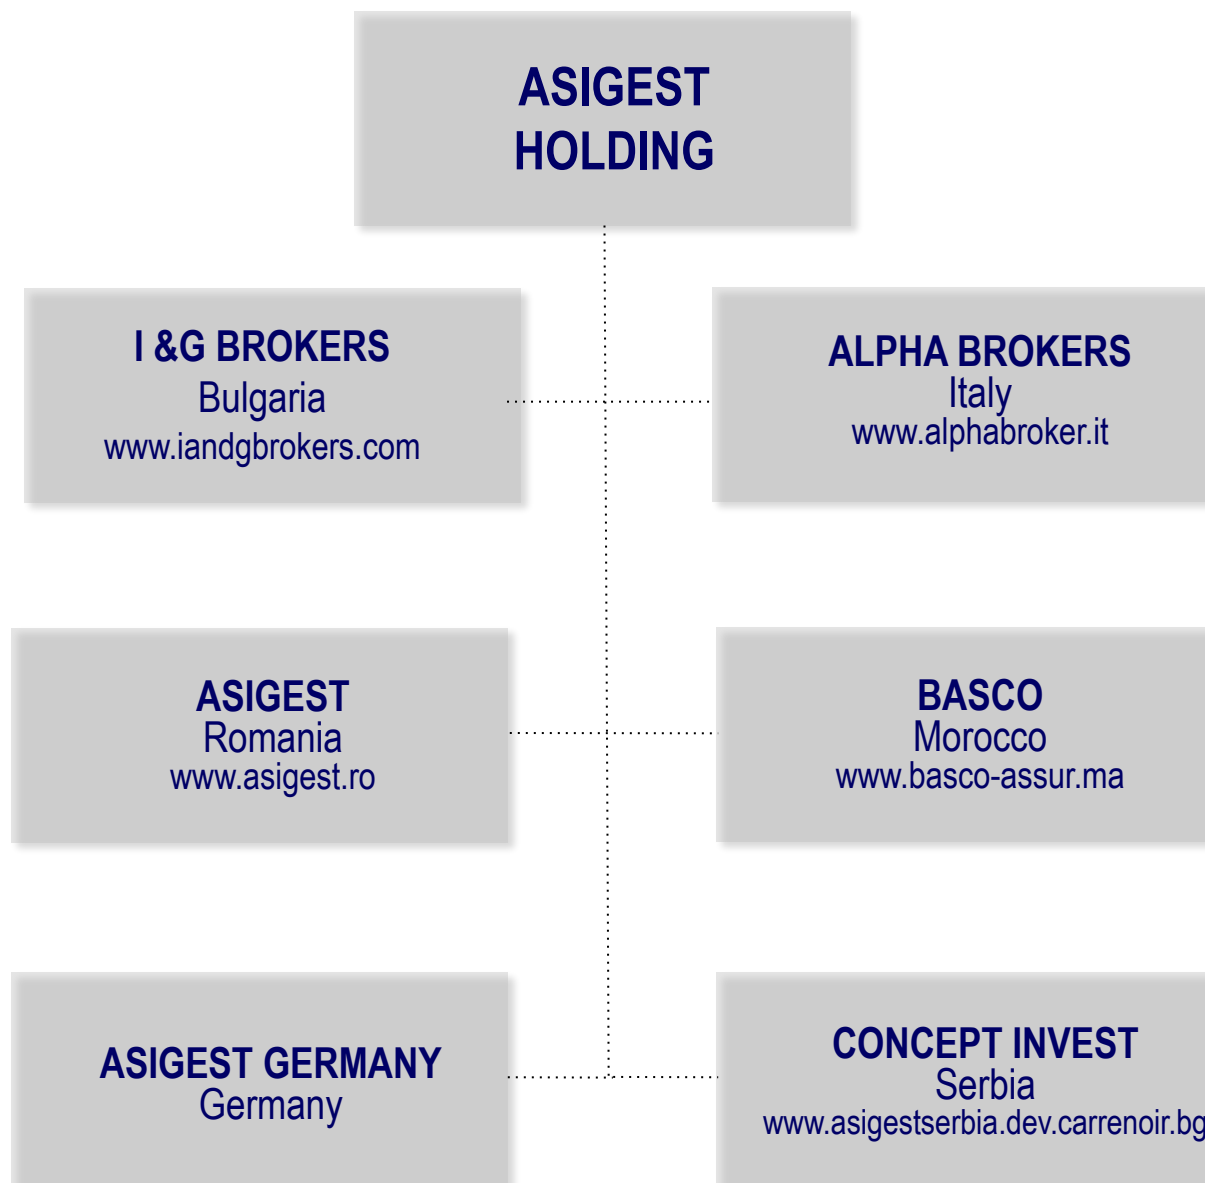 ASIGEST
HOLDING
I &G BROKERS
Bulgaria
www.iandgbrokers.com
ALPHA BROKERS
Italy
www.alphabroker.it
ASIGEST
Romania
www.asigest.ro
BASCO
Morocco
www.basco-assur.ma
ASIGEST GERMANY
Germany
CONCEPT INVEST
Serbia
www.asigestserbia.dev.carrenoir.bg